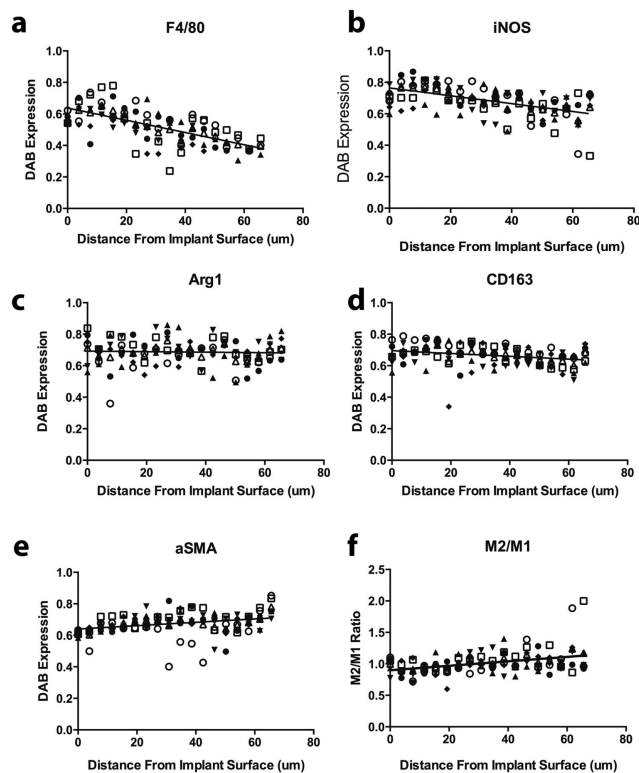 a
F4/80
DAB Expression
1.0
0.8
0.6
0.4
0.2
0.0
0 20 40 60 80
Distance From Implant Surface (um)
b
iNOS
DAB Expression
1.0
0.8
0.6
0.4
0.2
0.0
0 20 40 60 80
Distance From Implant Surface (um)
c
Arg1
DAB Expression
1.0
0.8
0.6
0.4
0.2
0.0
0 20 40 60 80
Distance From Implant Surface (um)
d
CD163
DAB Expression
1.0
0.8
0.6
0.4
0.2
0.0
0 20 40 60 80
Distance From Implant Surface (um)
e
aSMA
DAB Expression
1.0
0.8
0.6
0.4
0.2
0.0
0 20 40 60 80
Distance From Implant Surface (um)
f
M2/M1
M2/M1 Ratio
2.5
2.0
1.5
1.0
0.5
0.0
0 20 40 60 80
Distance From Implant Surface (um)